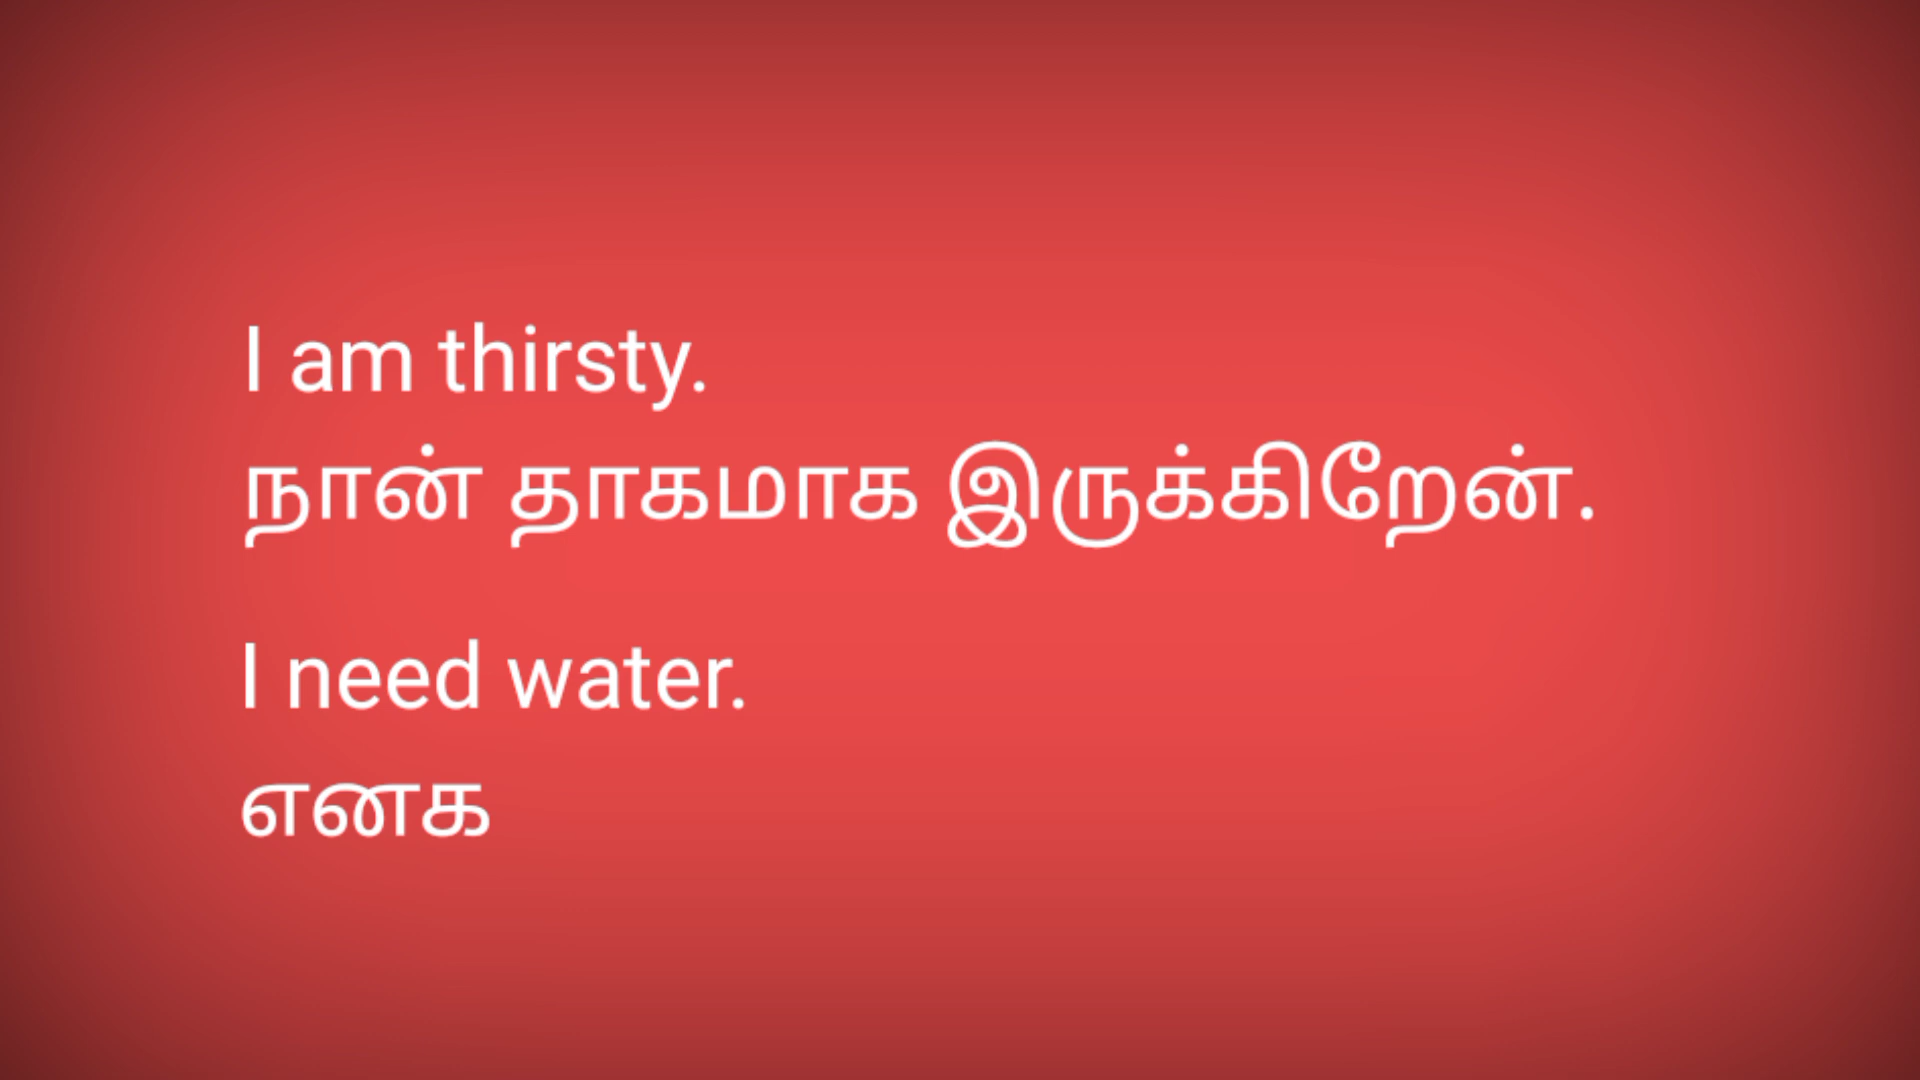 I am thirsty.
நான் தாகமாக இருக்கிறேன்.
I need water.
எனக